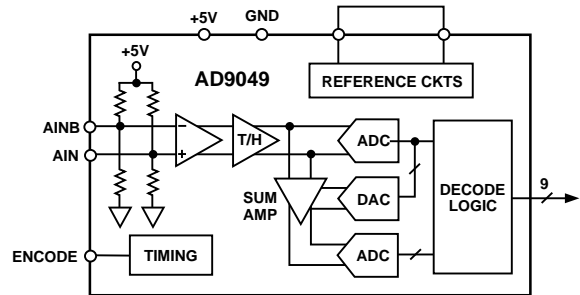 +5V
GND
+5V
AD9049
REFERENCE CKTS
AINB
AIN
−
+
T/H
ADC
SUM
AMP
DAC
DECODE
LOGIC
9
ADC
ENCODE
TIMING